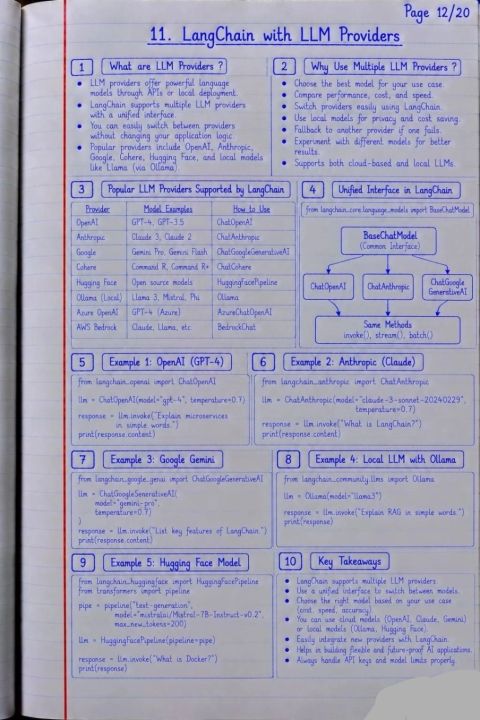 Page 12/20
11. LangChain with LLM Providers
1 What are LLM Providers ?
• LLM providers offer powerful language
models through APIs or local deployment.
• LangChain supports multiple LLM providers
with a unified interface.
• You can easily switch between providers
without changing your application logic.
• Popular providers include OpenAI, Anthropic,
Google, Cohere, Hugging Face, and local models
like Llama (via Ollama).
2 Why Use Multiple LLM Providers ?
• Choose the best model for your use case.
• Compare performance, cost, and speed.
• Switch providers easily using LangChain.
• Use local models for privacy and cost saving.
• Fallback to another provider if one fails.
• Experiment with different models for better
results.
• Supports both cloud-based and local LLMs.
3 Popular LLM Providers Supported by LangChain
Provider Model Examples How to Use
OpenAI GPT-4, GPT-3.5 ChatOpenAI
Anthropic Claude 3, Claude 2 ChatAnthropic
Google Gemini Pro, Gemini Flash ChatGoogleGenerativeAI
Cohere Command R, Command R+ ChatCohere
Hugging Face Open source models HuggingFacePipeline
Ollama (Local) Llama 3, Mistral, Phi Ollama
Azure OpenAI GPT-4 (Azure) AzureChatOpenAI
AWS Bedrock Claude, Llama, etc. BedrockChat
4 Unified Interface in LangChain
from langchain_core.language_models import BaseChatModel
BaseChatModel
(Common Interface)
ChatOpenAI ChatAnthropic ChatGoogle
GenerativeAI
Same Methods
invoke(), stream(), batch()
5 Example 1: OpenAI (GPT-4)
from langchain_openai import ChatOpenAI
llm = ChatOpenAI(model="gpt-4", temperature=0.7)
response = llm.invoke("Explain microservices
in simple words.")
print(response.content)
6 Example 2: Anthropic (Claude)
from langchain_anthropic import ChatAnthropic
llm = ChatAnthropic(model="claude-3-sonnet-20240229",
temperature=0.7)
response = llm.invoke("What is LangChain?")
print(response.content)
7 Example 3: Google Gemini
from langchain_google_genai import ChatGoogleGenerativeAI
llm = ChatGoogleGenerativeAI(
model="gemini-pro",
temperature=0.7
)
response = llm.invoke("List key features of LangChain.")
print(response.content)
8 Example 4: Local LLM with Ollama
from langchain_community.llms import Ollama
llm = Ollama(model="llama3")
response = llm.invoke("Explain RAG in simple words.")
print(response)
9 Example 5: Hugging Face Model
from langchain_huggingface import HuggingFacePipeline
from transformers import pipeline
pipe = pipeline("text-generation",
model="mistralai/Mistral-7B-Instruct-v0.2",
max_new_tokens=200)
llm = HuggingFacePipeline(pipeline=pipe)
response = llm.invoke("What is Docker?")
print(response)
10 Key Takeaways
• LangChain supports multiple LLM providers.
• Use a unified interface to switch between models.
• Choose the right model based on your use case
(cost, speed, accuracy).
• You can use cloud models (OpenAI, Claude, Gemini)
or local models (Ollama, Hugging Face).
• Easily integrate new providers with LangChain.
• Helps in building flexible and future-proof AI applications.
• Always handle API keys and model limits properly.